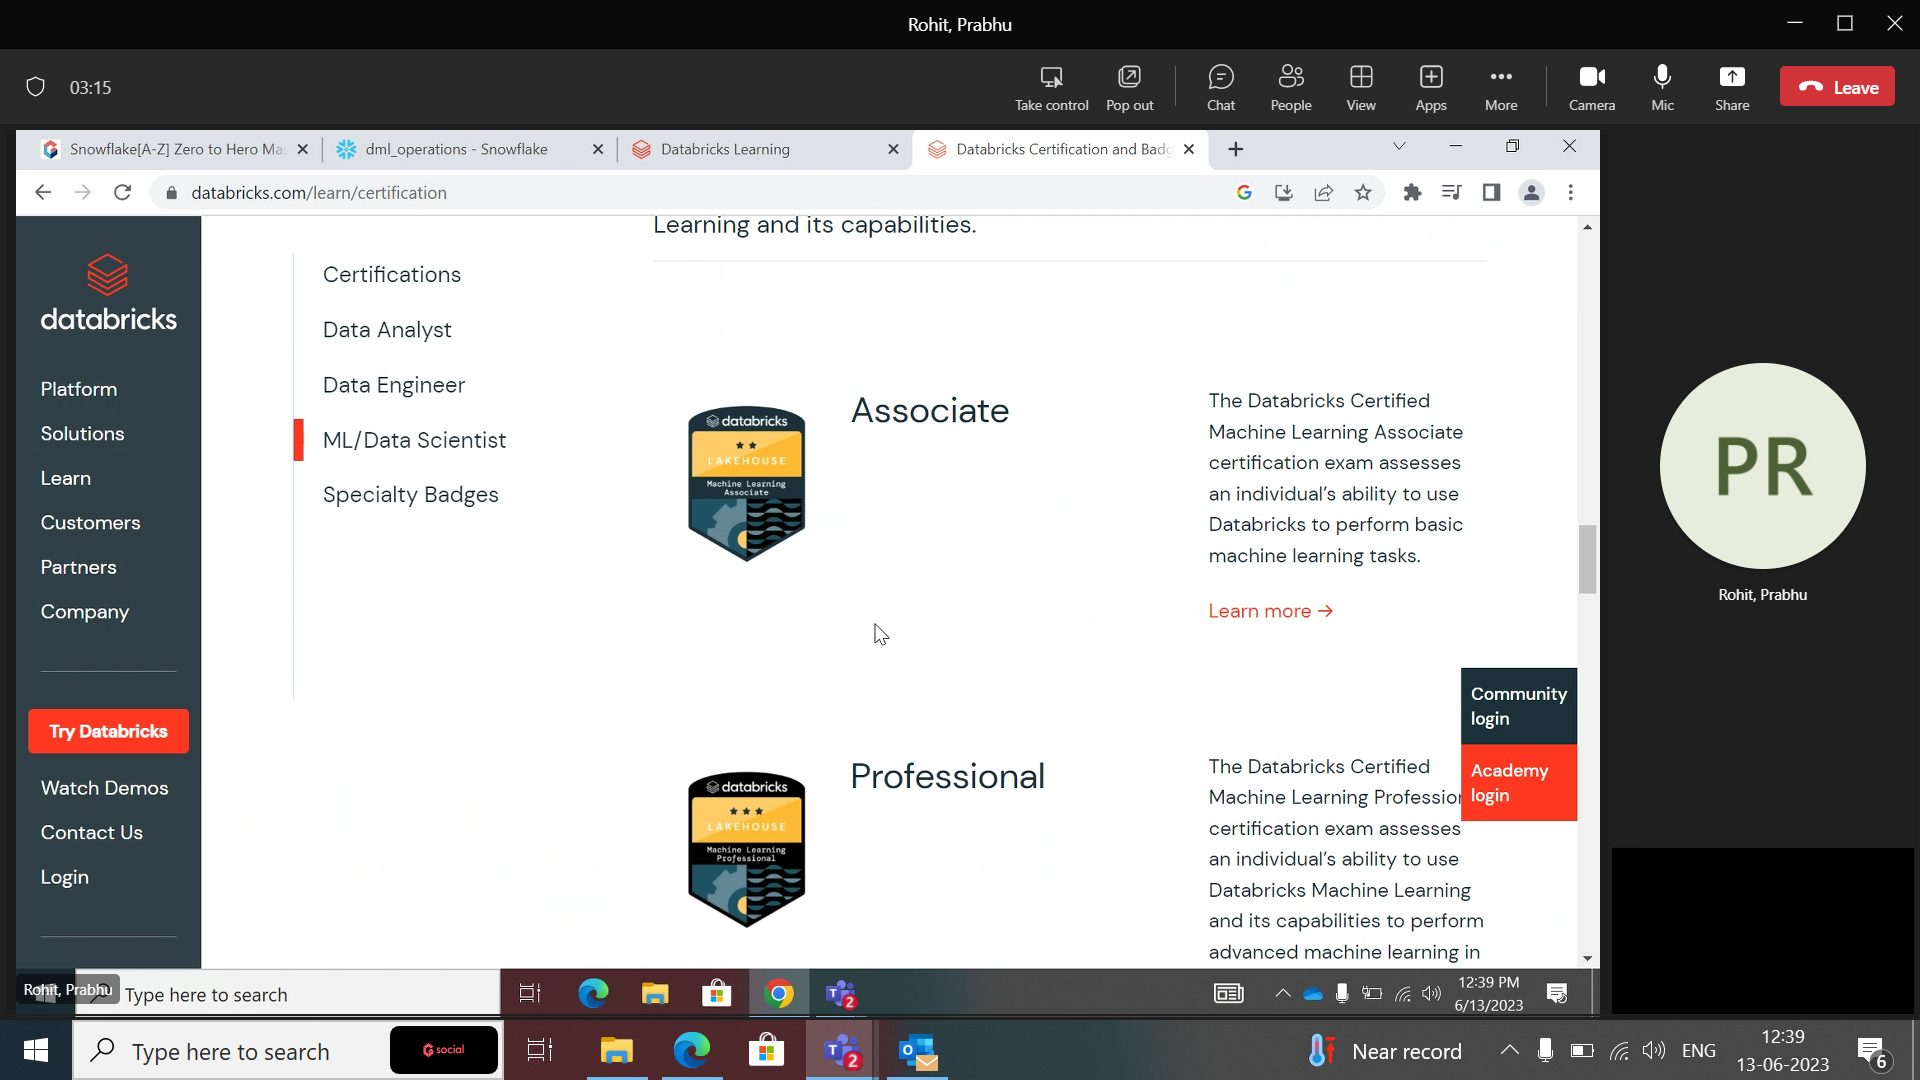 Rohit, Prabhu
03:15
Take control
Pop out
Chat
People
View
Apps
More
Camera
Mic
Share
Leave
Snowflake[A-Z] Zero to Hero Mas
dml_operations - Snowflake
Databricks Learning
Databricks Certification and Badg
databricks.com/learn/certification
databricks
Platform
Solutions
Learn
Customers
Partners
Company
Try Databricks
Watch Demos
Contact Us
Login
Learning and its capabilities.
Certifications
Data Analyst
Data Engineer
ML/Data Scientist
Specialty Badges
databricks
LAKEHOUSE
Machine Learning
Associate
Associate
The Databricks Certified
Machine Learning Associate
certification exam assesses
an individual's ability to use
Databricks to perform basic
machine learning tasks.
Learn more →
databricks
LAKEHOUSE
Machine Learning
Professional
Professional
The Databricks Certified
Machine Learning Profession
certification exam assesses
an individual's ability to use
Databricks Machine Learning
and its capabilities to perform
advanced machine learning in
Community
login
Academy
login
PR
Rohit, Prabhu
Rohit, Prabhu
Type here to search
2
12:39 PM
6/13/2023
Type here to search
social
2
Near record
ENG
12:39
13-06-2023
6